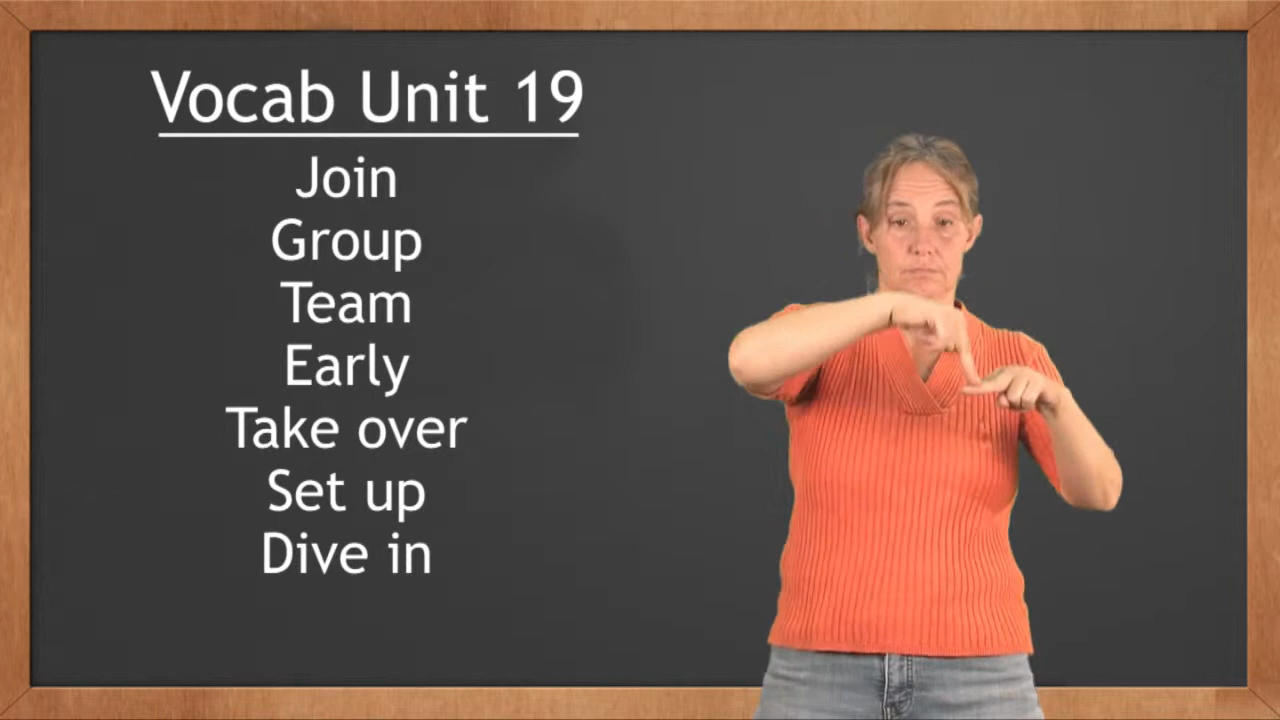 Vocab Unit 19
Join
Group
Team
Early
Take over
Set up
Dive in